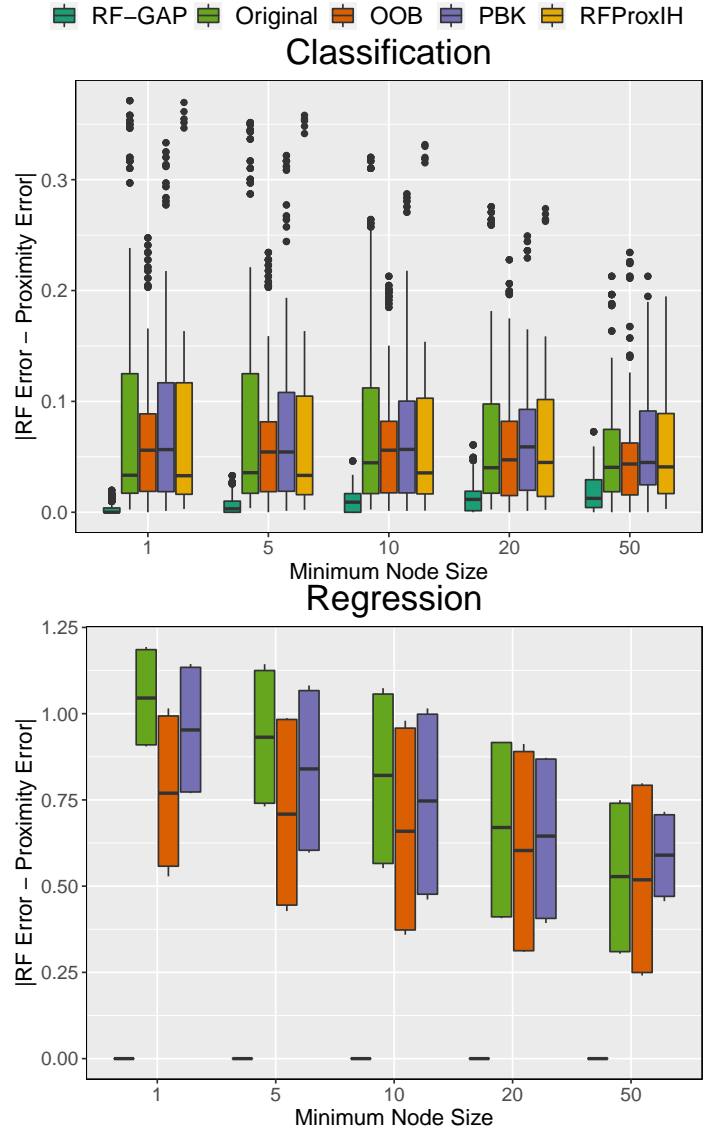 RF−GAP Original OOB PBK RFProxIH
Classification
|RF Error − Proximity Error|
0.3
0.2
0.1
0.0
1 5 10 20 50
Minimum Node Size
Regression
|RF Error − Proximity Error|
1.25
1.00
0.75
0.50
0.25
0.00
1 5 10 20 50
Minimum Node Size